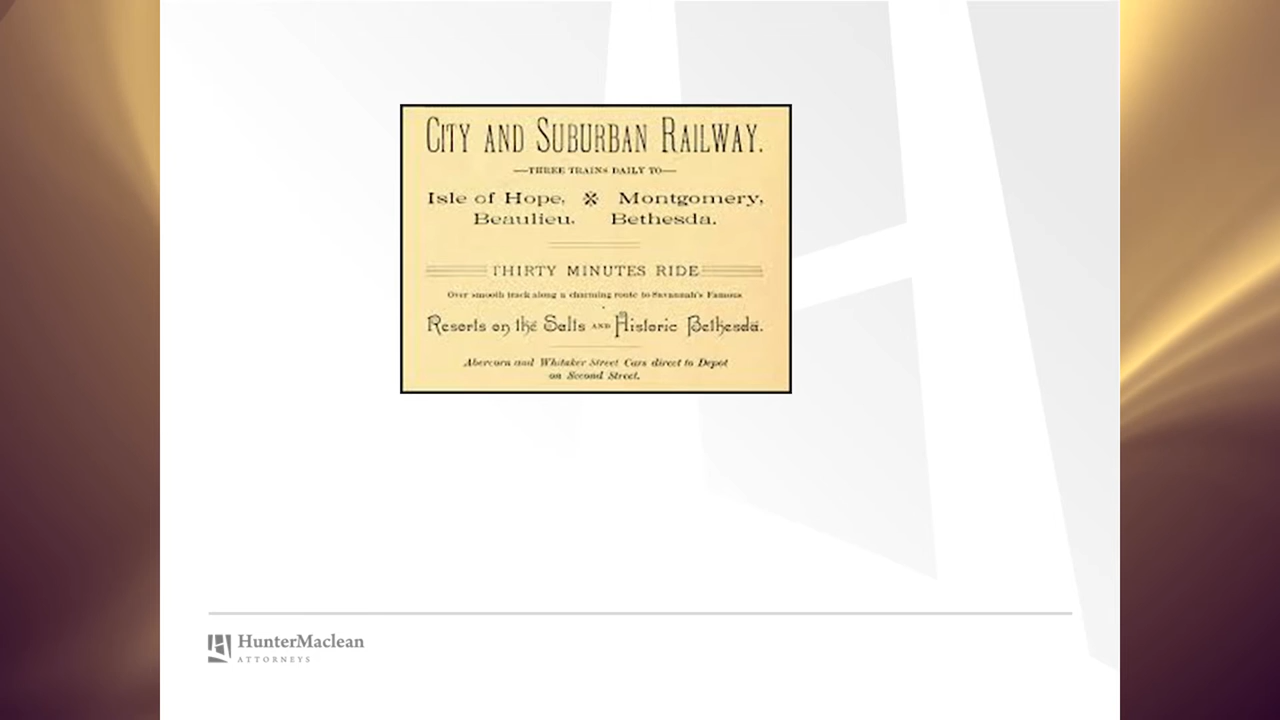 CITY AND SUBURBAN RAILWAY.
—THREE TRAINS DAILY TO—
Isle of Hope, Montgomery,
Beaulieu. Bethesda.
THIRTY MINUTES RIDE
Over smooth track along a charming route to Savannah's Famous
Resorts on the Salts AND Historic Bethesda.
Abercorn and Whitaker Street Cars direct to Depot
on Second Street.
HunterMaclean
ATTORNEYS